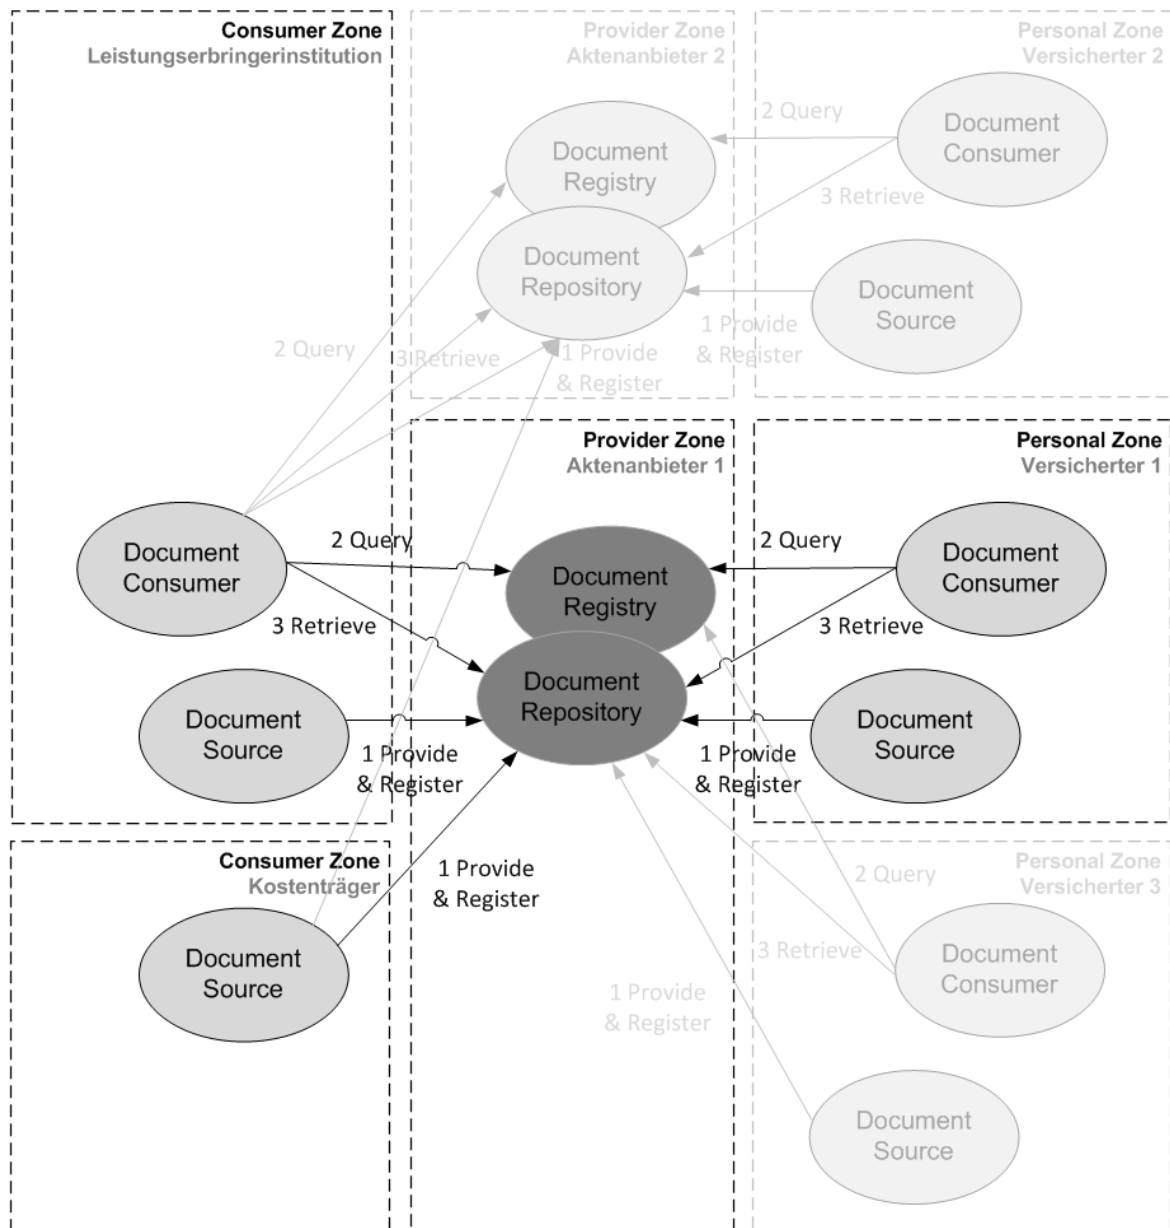 Consumer Zone
Leistungserbringerinstitution
Provider Zone
Aktenanbieter 2
Personal Zone
Versicherter 2
Document
Registry
Document
Repository
2 Query
3 Retrieve
Document
Consumer
Document
Source
1 Provide
& Register
2 Query
3 Retrieve
1 Provide
& Register
Provider Zone
Aktenanbieter 1
Personal Zone
Versicherter 1
Document
Consumer
2 Query
3 Retrieve
Document
Registry
Document
Repository
2 Query
3 Retrieve
Document
Consumer
Document
Source
1 Provide
& Register
1 Provide
& Register
Document
Source
Consumer Zone
Kostenträger
Document
Source
1 Provide
& Register
Personal Zone
Versicherter 3
2 Query
3 Retrieve
Document
Consumer
1 Provide
& Register
Document
Source